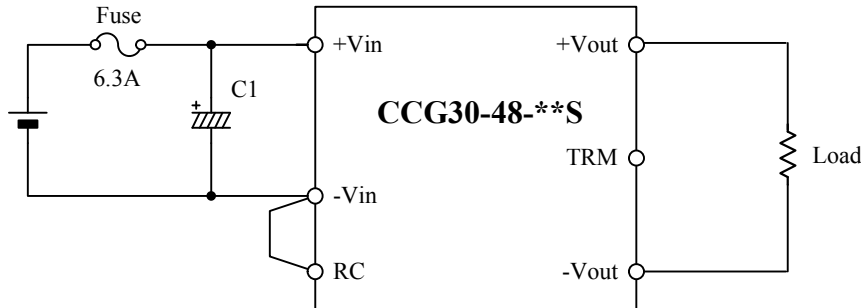 Fuse
6.3A
+
C1
+Vin
-Vin
RC
CCG30-48-**S
+Vout
TRM
-Vout
Load